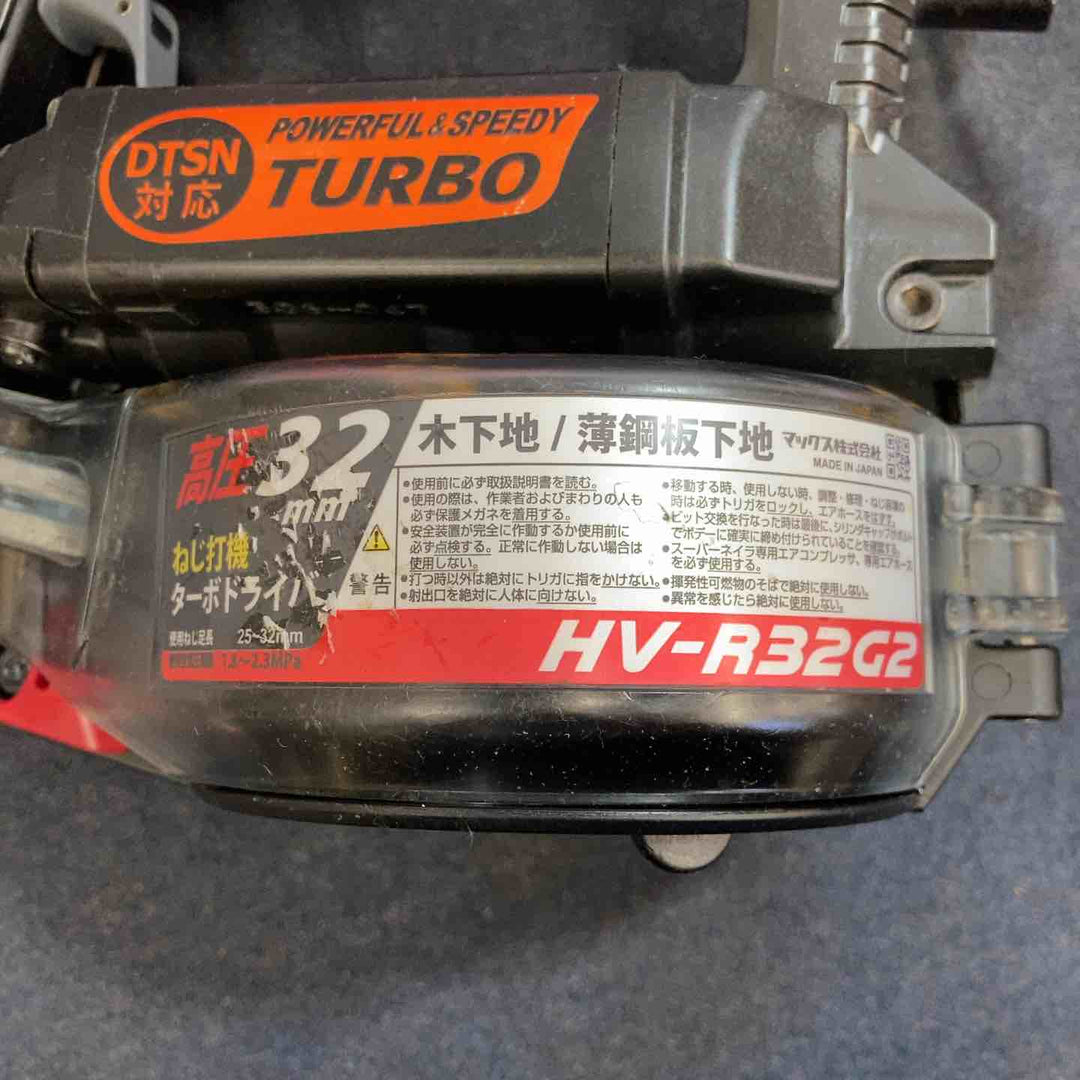 DTSN
対応
POWERFUL & SPEEDY
TURBO
高圧 32
mm
ねじ打機
ターボドライバ
使用ねじ足長 25~32mm
1.8~2.3MPa
警告
木下地 / 薄鋼板下地
マックス株式会社
MADE IN JAPAN
•使用前に必ず取扱説明書を読む。
•使用の際は、作業者およびまわりの人も
必ず保護メガネを着用する。
•安全装置が完全に作動するか使用前に
必ず点検する。正常に作動しない場合は
使用しない。
•打つ時以外は絶対にトリガに指をかけない。
•射出口を絶対に人体に向けない。
•移動する時、使用しない時、調整・修理・ねじ装填の
時は必ずトリガをロックし、エアホースをはずす。
•ビット交換を行なった時は最後に、シリンダキャップが
でボデーに確実に締め付けられていることを確認する。
•スーパーネイラ専用エアコンプレッサ、専用エアホース
を必ず使用する。
•揮発性可燃物のそばで絶対に使用しない。
•異常を感じたら絶対に使用しない。
HV-R32G2